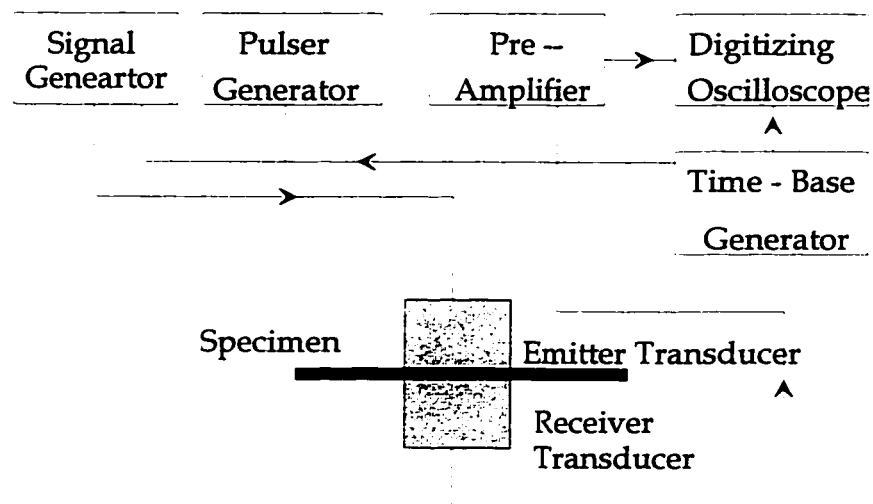 Signal
Geneartor
Pulser
Generator
Pre –
Amplifier
Digitizing
Oscilloscope
Time - Base
Generator
Specimen
Emitter Transducer
Receiver
Transducer